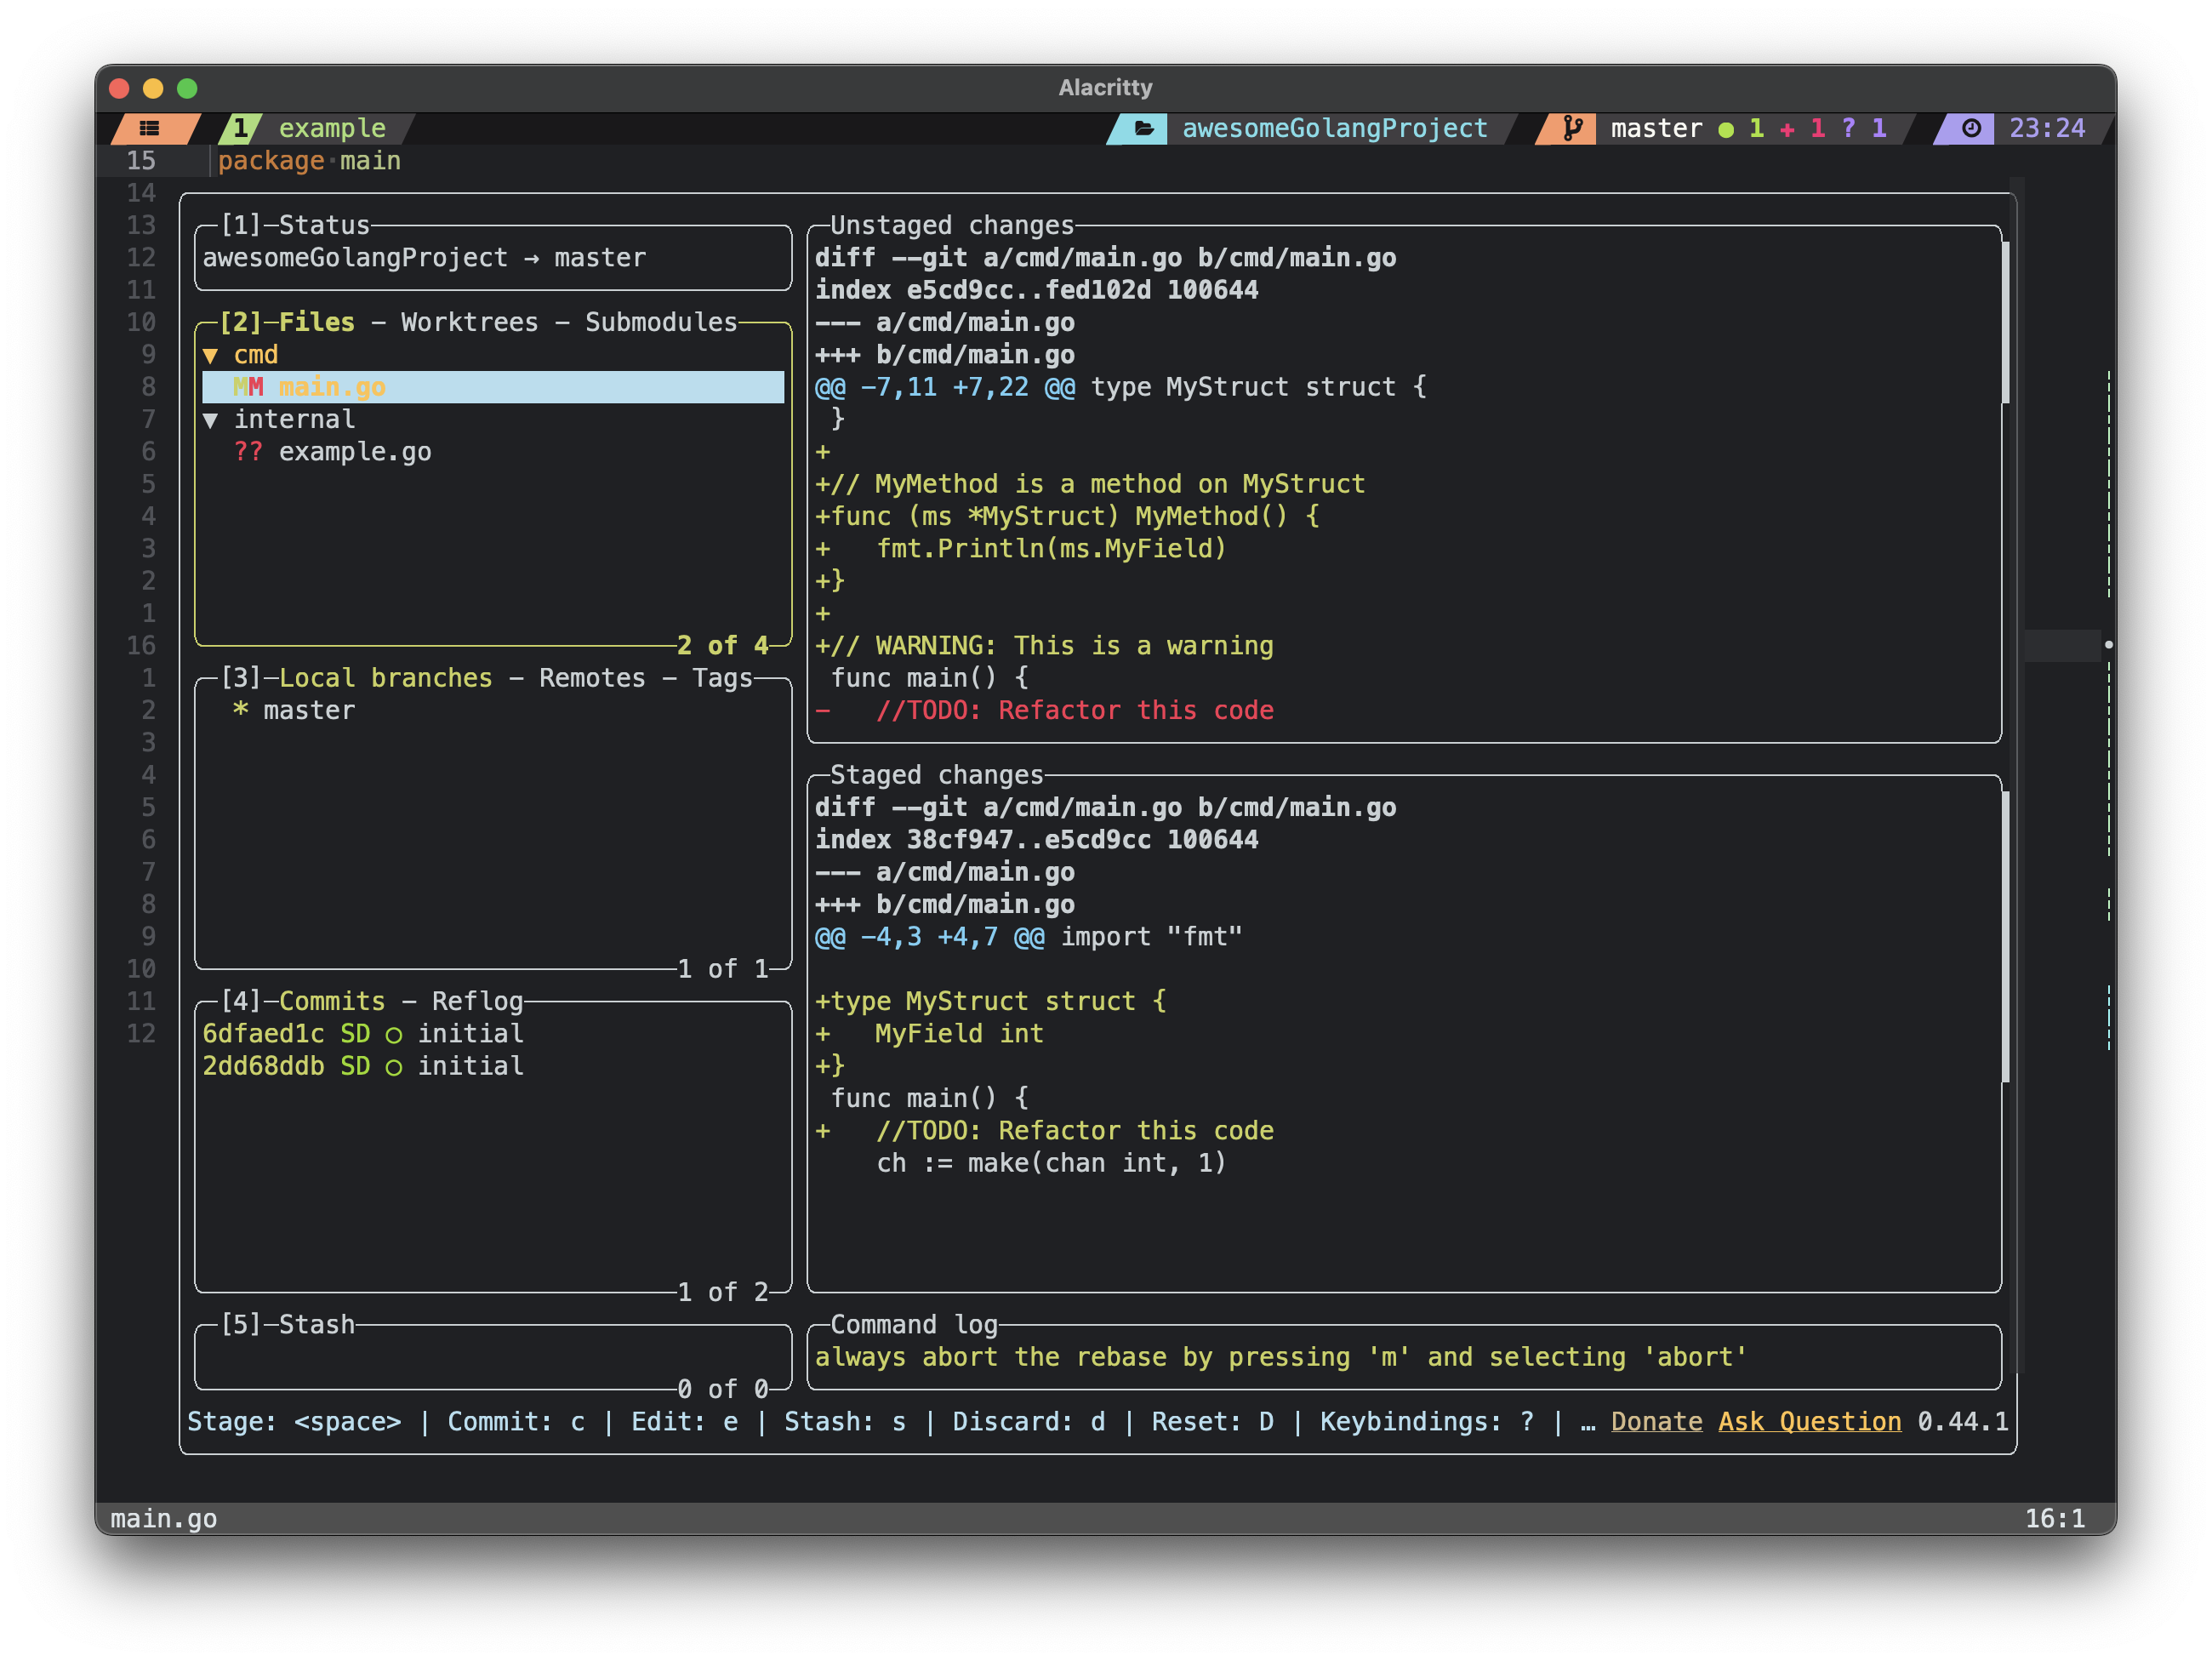 Alacritty
1 example
awesomeGolangProject master ● 1 + 1 ? 1 23:24
15 package·main
14
13
12
11
10
9
8
7
6
5
4
3
2
1
16
1
2
3
4
5
6
7
8
9
10
11
12
[1]─Status
awesomeGolangProject → master
[2]─Files - Worktrees - Submodules
▼ cmd
MM main.go
▼ internal
?? example.go
2 of 4
[3]─Local branches - Remotes - Tags
* master
1 of 1
[4]─Commits - Reflog
6dfaed1c SD ○ initial
2dd68ddb SD ○ initial
1 of 2
[5]─Stash
0 of 0
Unstaged changes
diff --git a/cmd/main.go b/cmd/main.go
index e5cd9cc..fed102d 100644
--- a/cmd/main.go
+++ b/cmd/main.go
@@ -7,11 +7,22 @@ type MyStruct struct {
 }
+
+// MyMethod is a method on MyStruct
+func (ms *MyStruct) MyMethod() {
+   fmt.Println(ms.MyField)
+}
+
+// WARNING: This is a warning
 func main() {
-   //TODO: Refactor this code
Staged changes
diff --git a/cmd/main.go b/cmd/main.go
index 38cf947..e5cd9cc 100644
--- a/cmd/main.go
+++ b/cmd/main.go
@@ -4,3 +4,7 @@ import "fmt"
+type MyStruct struct {
+   MyField int
+}
 func main() {
+   //TODO: Refactor this code
    ch := make(chan int, 1)
Command log
always abort the rebase by pressing 'm' and selecting 'abort'
Stage: <space> | Commit: c | Edit: e | Stash: s | Discard: d | Reset: D | Keybindings: ? | … Donate Ask Question 0.44.1
main.go 16:1